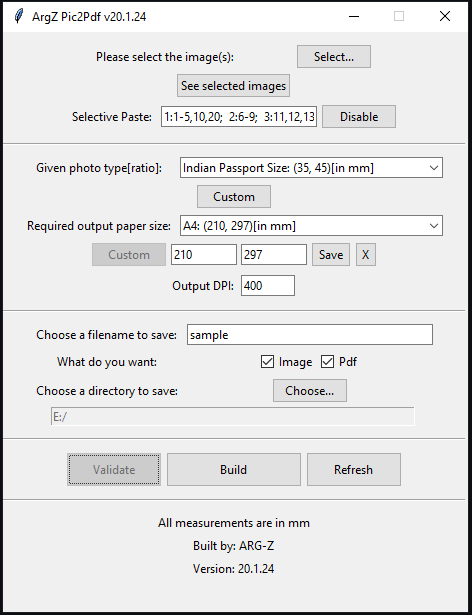 ArgZ Pic2Pdf v20.1.24
Please select the image(s): Select...
See selected images
Selective Paste: 1:1-5,10,20; 2:6-9; 3:11,12,13 Disable
Given photo type[ratio]: Indian Passport Size: (35, 45)[in mm]
Custom
Required output paper size: A4: (210, 297)[in mm]
Custom 210 297 Save X
Output DPI: 400
Choose a filename to save: sample
What do you want: Image Pdf
Choose a directory to save: Choose...
E:/
Validate Build Refresh
All measurements are in mm
Built by: ARG-Z
Version: 20.1.24